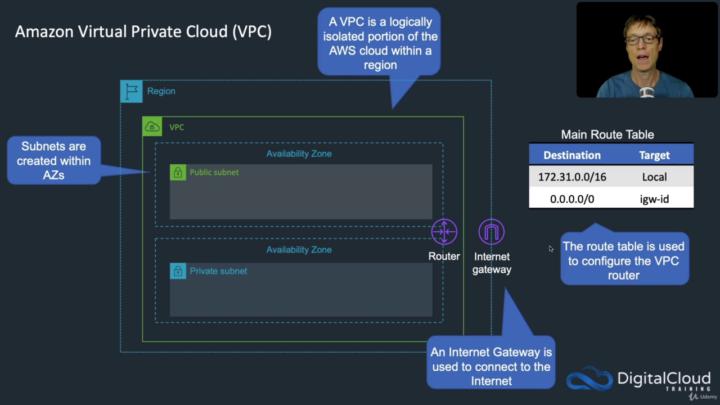 Amazon Virtual Private Cloud (VPC)
A VPC is a logically
isolated portion of the
AWS cloud within a
region
Region
VPC
Subnets are
created within
AZs
Availability Zone
Public subnet
Availability Zone
Private subnet
Router
Internet
gateway
Main Route Table
Destination Target
172.31.0.0/16 Local
0.0.0.0/0 igw-id
The route table is used
to configure the VPC
router
An Internet Gateway is
used to connect to the
Internet
DigitalCloud
TRAINING
Udemy